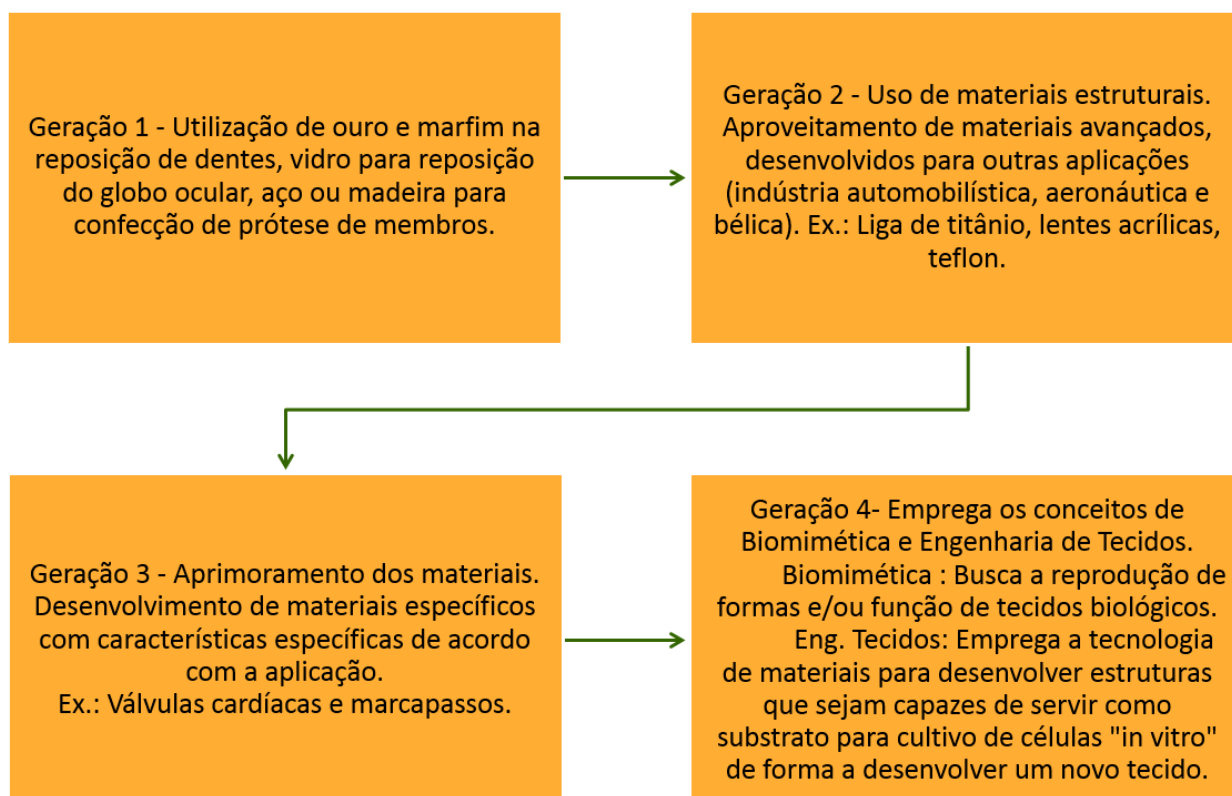 Geração 1 - Utilização de ouro e marfim na
reposição de dentes, vidro para reposição
do globo ocular, aço ou madeira para
confecção de prótese de membros.
Geração 2 - Uso de materiais estruturais.
Aproveitamento de materiais avançados,
desenvolvidos para outras aplicações
(indústria automobilística, aeronáutica e
bélica). Ex.: Liga de titânio, lentes acrílicas,
teflon.
Geração 3 - Aprimoramento dos materiais.
Desenvolvimento de materiais específicos
com características específicas de acordo
com a aplicação.
Ex.: Válvulas cardíacas e marcapassos.
Geração 4- Emprega os conceitos de
Biomimética e Engenharia de Tecidos.
Biomimética : Busca a reprodução de
formas e/ou função de tecidos biológicos.
Eng. Tecidos: Emprega a tecnologia
de materiais para desenvolver estruturas
que sejam capazes de servir como
substrato para cultivo de células "in vitro"
de forma a desenvolver um novo tecido.